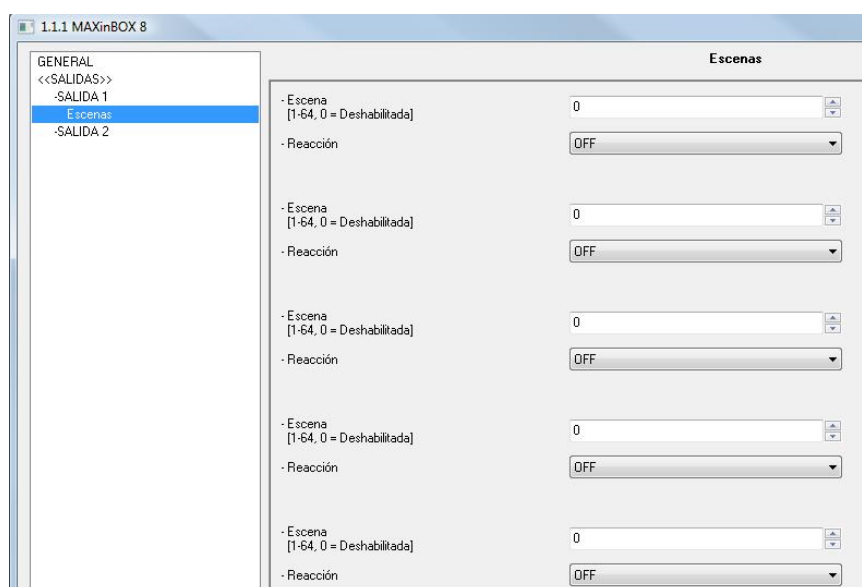 1.1.1 MAXinBOX 8
GENERAL
<<SALIDAS>>
-SALIDA 1
Escenas
-SALIDA 2
Escenas
- Escena
[1-64, 0 = Deshabilitada]
0
- Reacción
OFF
- Escena
[1-64, 0 = Deshabilitada]
0
- Reacción
OFF
- Escena
[1-64, 0 = Deshabilitada]
0
- Reacción
OFF
- Escena
[1-64, 0 = Deshabilitada]
0
- Reacción
OFF
- Escena
[1-64, 0 = Deshabilitada]
0
- Reacción
OFF